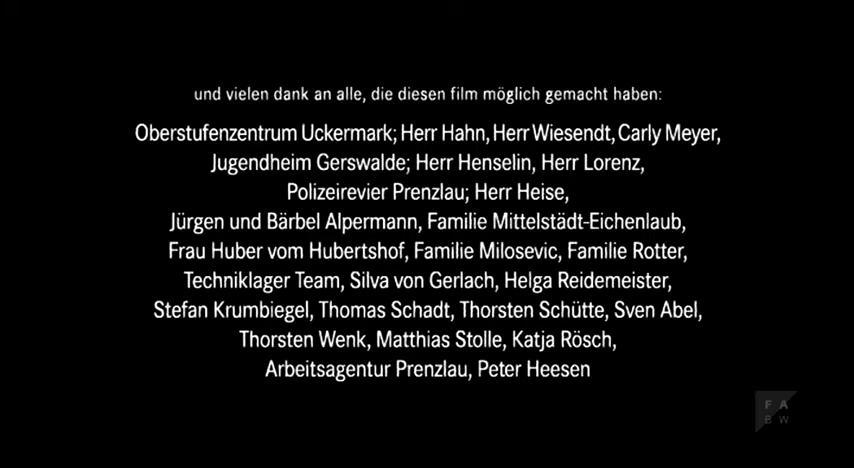 und vielen dank an alle, die diesen film möglich gemacht haben:
Oberstufenzentrum Uckermark; Herr Hahn, Herr Wiesendt, Carly Meyer,
Jugendheim Gerswalde; Herr Henselin, Herr Lorenz,
Polizeirevier Prenzlau; Herr Heise,
Jürgen und Bärbel Alpermann, Familie Mittelstädt-Eichenlaub,
Frau Huber vom Hubertshof, Familie Milosevic, Familie Rotter,
Techniklager Team, Silva von Gerlach, Helga Reidemeister,
Stefan Krumbiegel, Thomas Schadt, Thorsten Schütte, Sven Abel,
Thorsten Wenk, Matthias Stolle, Katja Rösch,
Arbeitsagentur Prenzlau, Peter Heesen
F A
B W